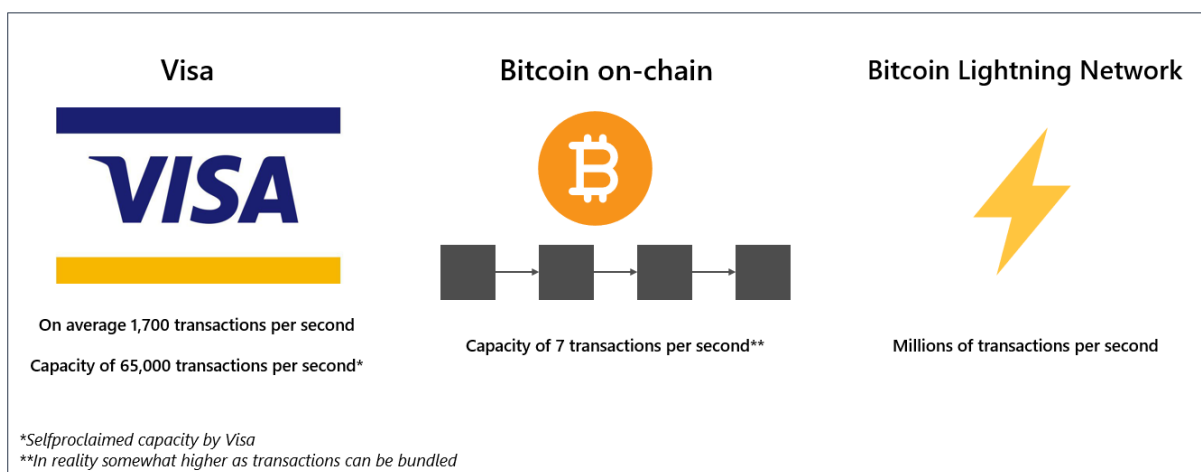 Visa
Bitcoin on-chain
Bitcoin Lightning Network
VISA
On average 1,700 transactions per second
Capacity of 65,000 transactions per second*
Capacity of 7 transactions per second**
Millions of transactions per second
*Selfproclaimed capacity by Visa
**In reality somewhat higher as transactions can be bundled